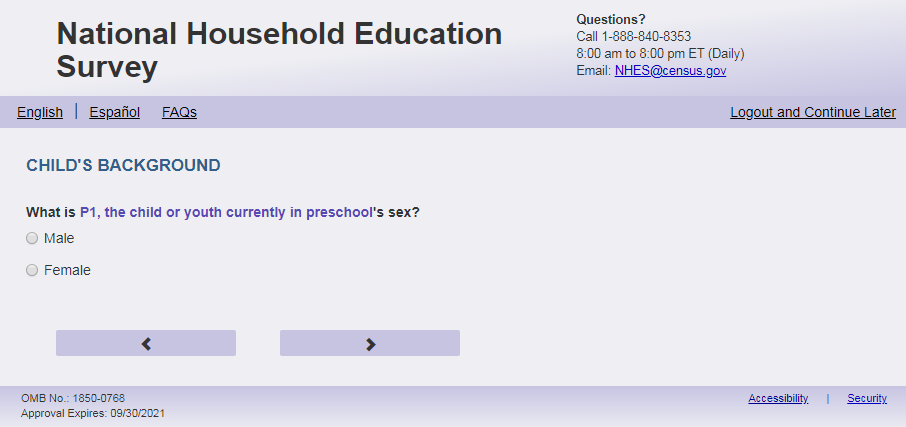 National Household Education
Survey
Questions?
Call 1-888-840-8353
8:00 am to 8:00 pm ET (Daily)
Email: NHES@census.gov
English | Español FAQs
Logout and Continue Later
CHILD'S BACKGROUND
What is P1, the child or youth currently in preschool's sex?
Male
Female
OMB No.: 1850-0768
Approval Expires: 09/30/2021
Accessibility | Security